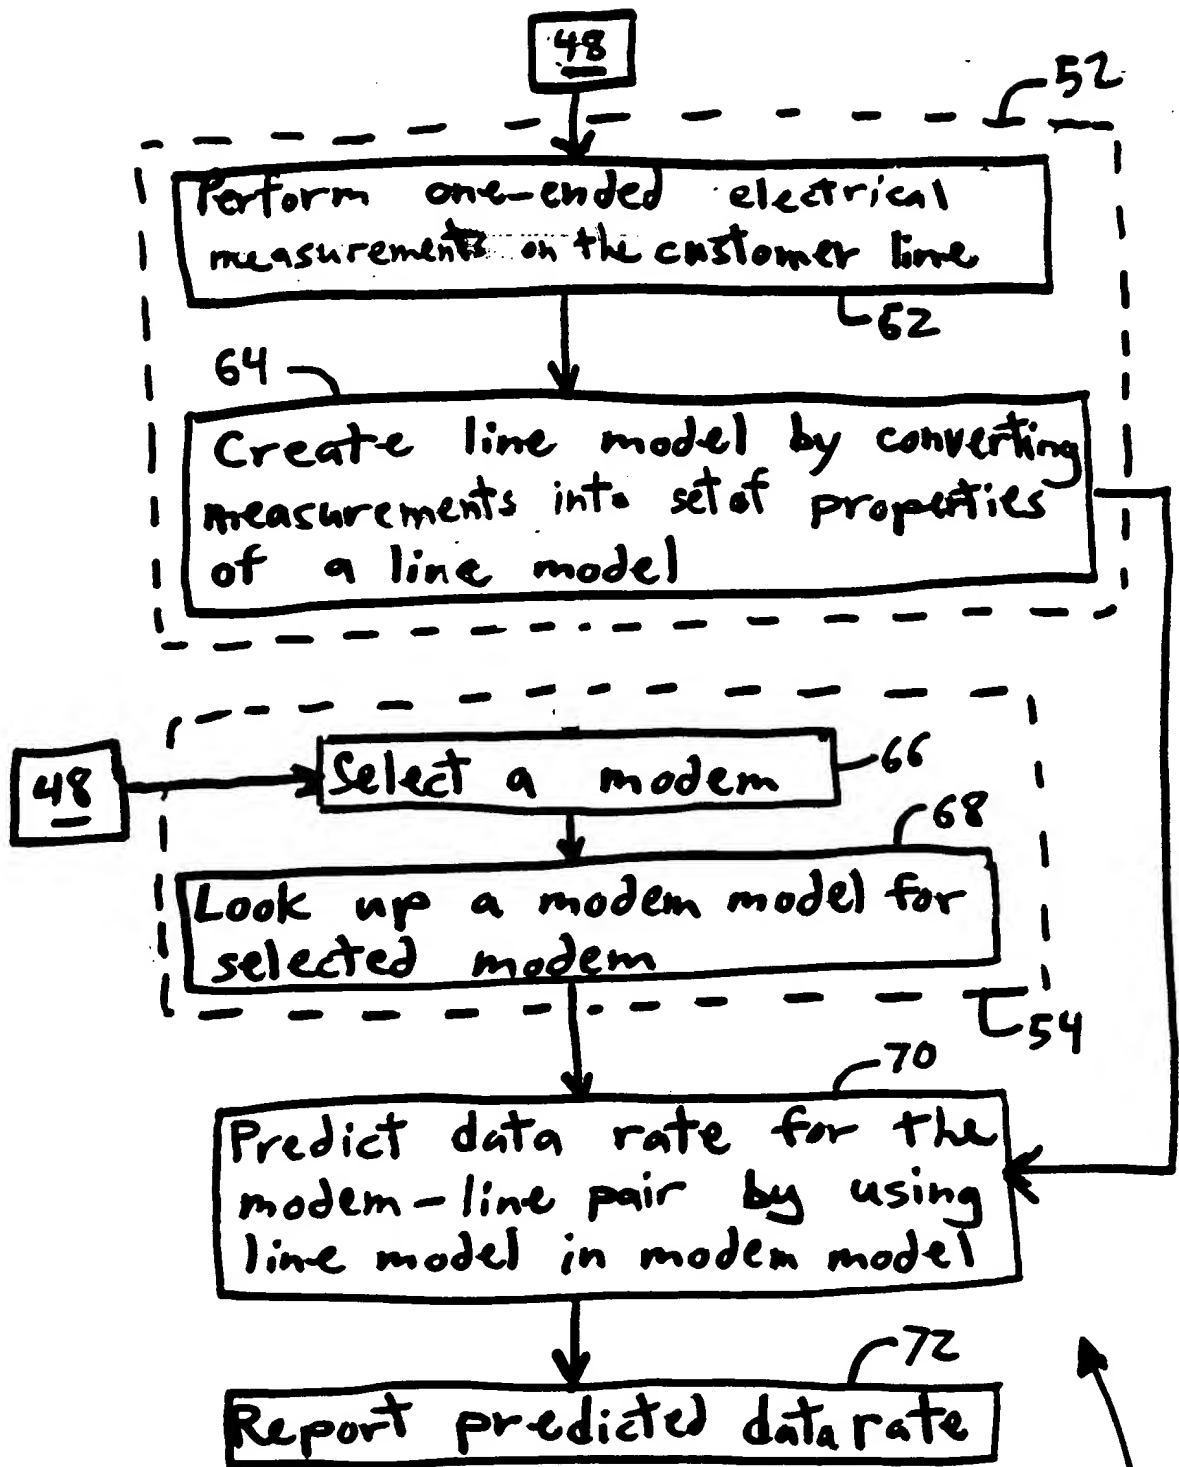 48
52
Perform one-ended electrical
measurements on the customer line
62
64
Create line model by converting
measurements into set of properties
of a line model
48
Select a modem
66
68
Look up a modem model for
selected modem
54
70
Predict data rate for the
modem-line pair by using
line model in modem model
72
Report predicted data rate